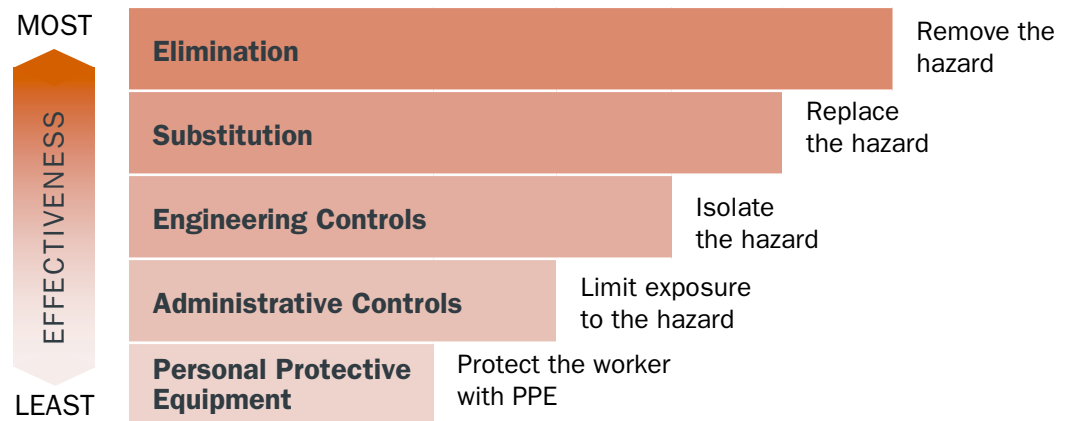 MOST
EFFECTIVENESS
LEAST
Elimination
Remove the
hazard
Substitution
Replace
the hazard
Engineering Controls
Isolate
the hazard
Administrative Controls
Limit exposure
to the hazard
Personal Protective
Equipment
Protect the worker
with PPE